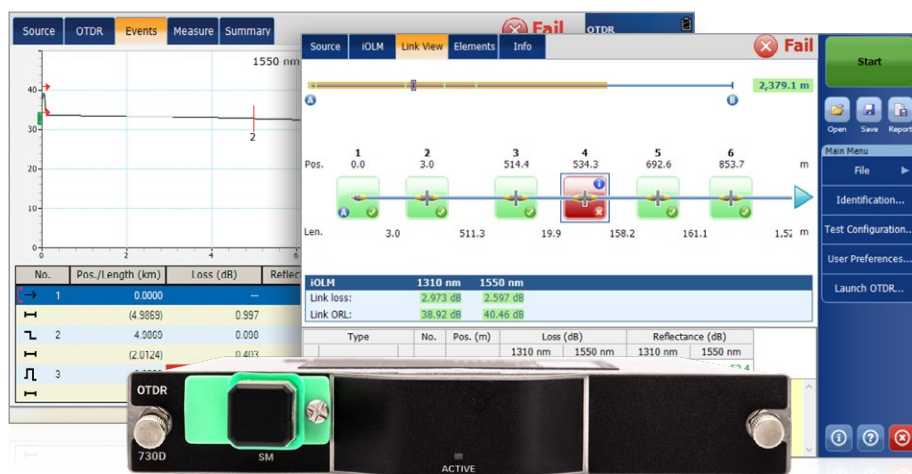 Source OTDR Events Measure Summary
Fail
OTDR
1550 nm
40
30
20
10
0
2
0 2 4 6
No. Pos./Length (km) Loss (dB)
1 0.0000 ---
(4.9869) 0.997
2 4.9869 0.090
(2.0124) 0.403
3
Source iOLM Link View Elements Info
Fail
2,379.1 m
A B
1 2 3 4 5 6
Pos. 0.0 3.0 514.4 534.3 692.6 853.7 m
A
Len. 3.0 511.3 19.9 158.2 161.1 m
iOLM 1310 nm 1550 nm
Link loss: 2.973 dB 2.597 dB
Link ORL: 38.92 dB 40.46 dB
Type No. Pos. (m) Loss (dB) Reflectance (dB)
1310 nm 1550 nm 1310 nm 1550 nm
Start
Open Save Report
Main Menu
File
Identification...
Test Configuration...
User Preferences...
Launch OTDR...
OTDR
730D
SM
ACTIVE